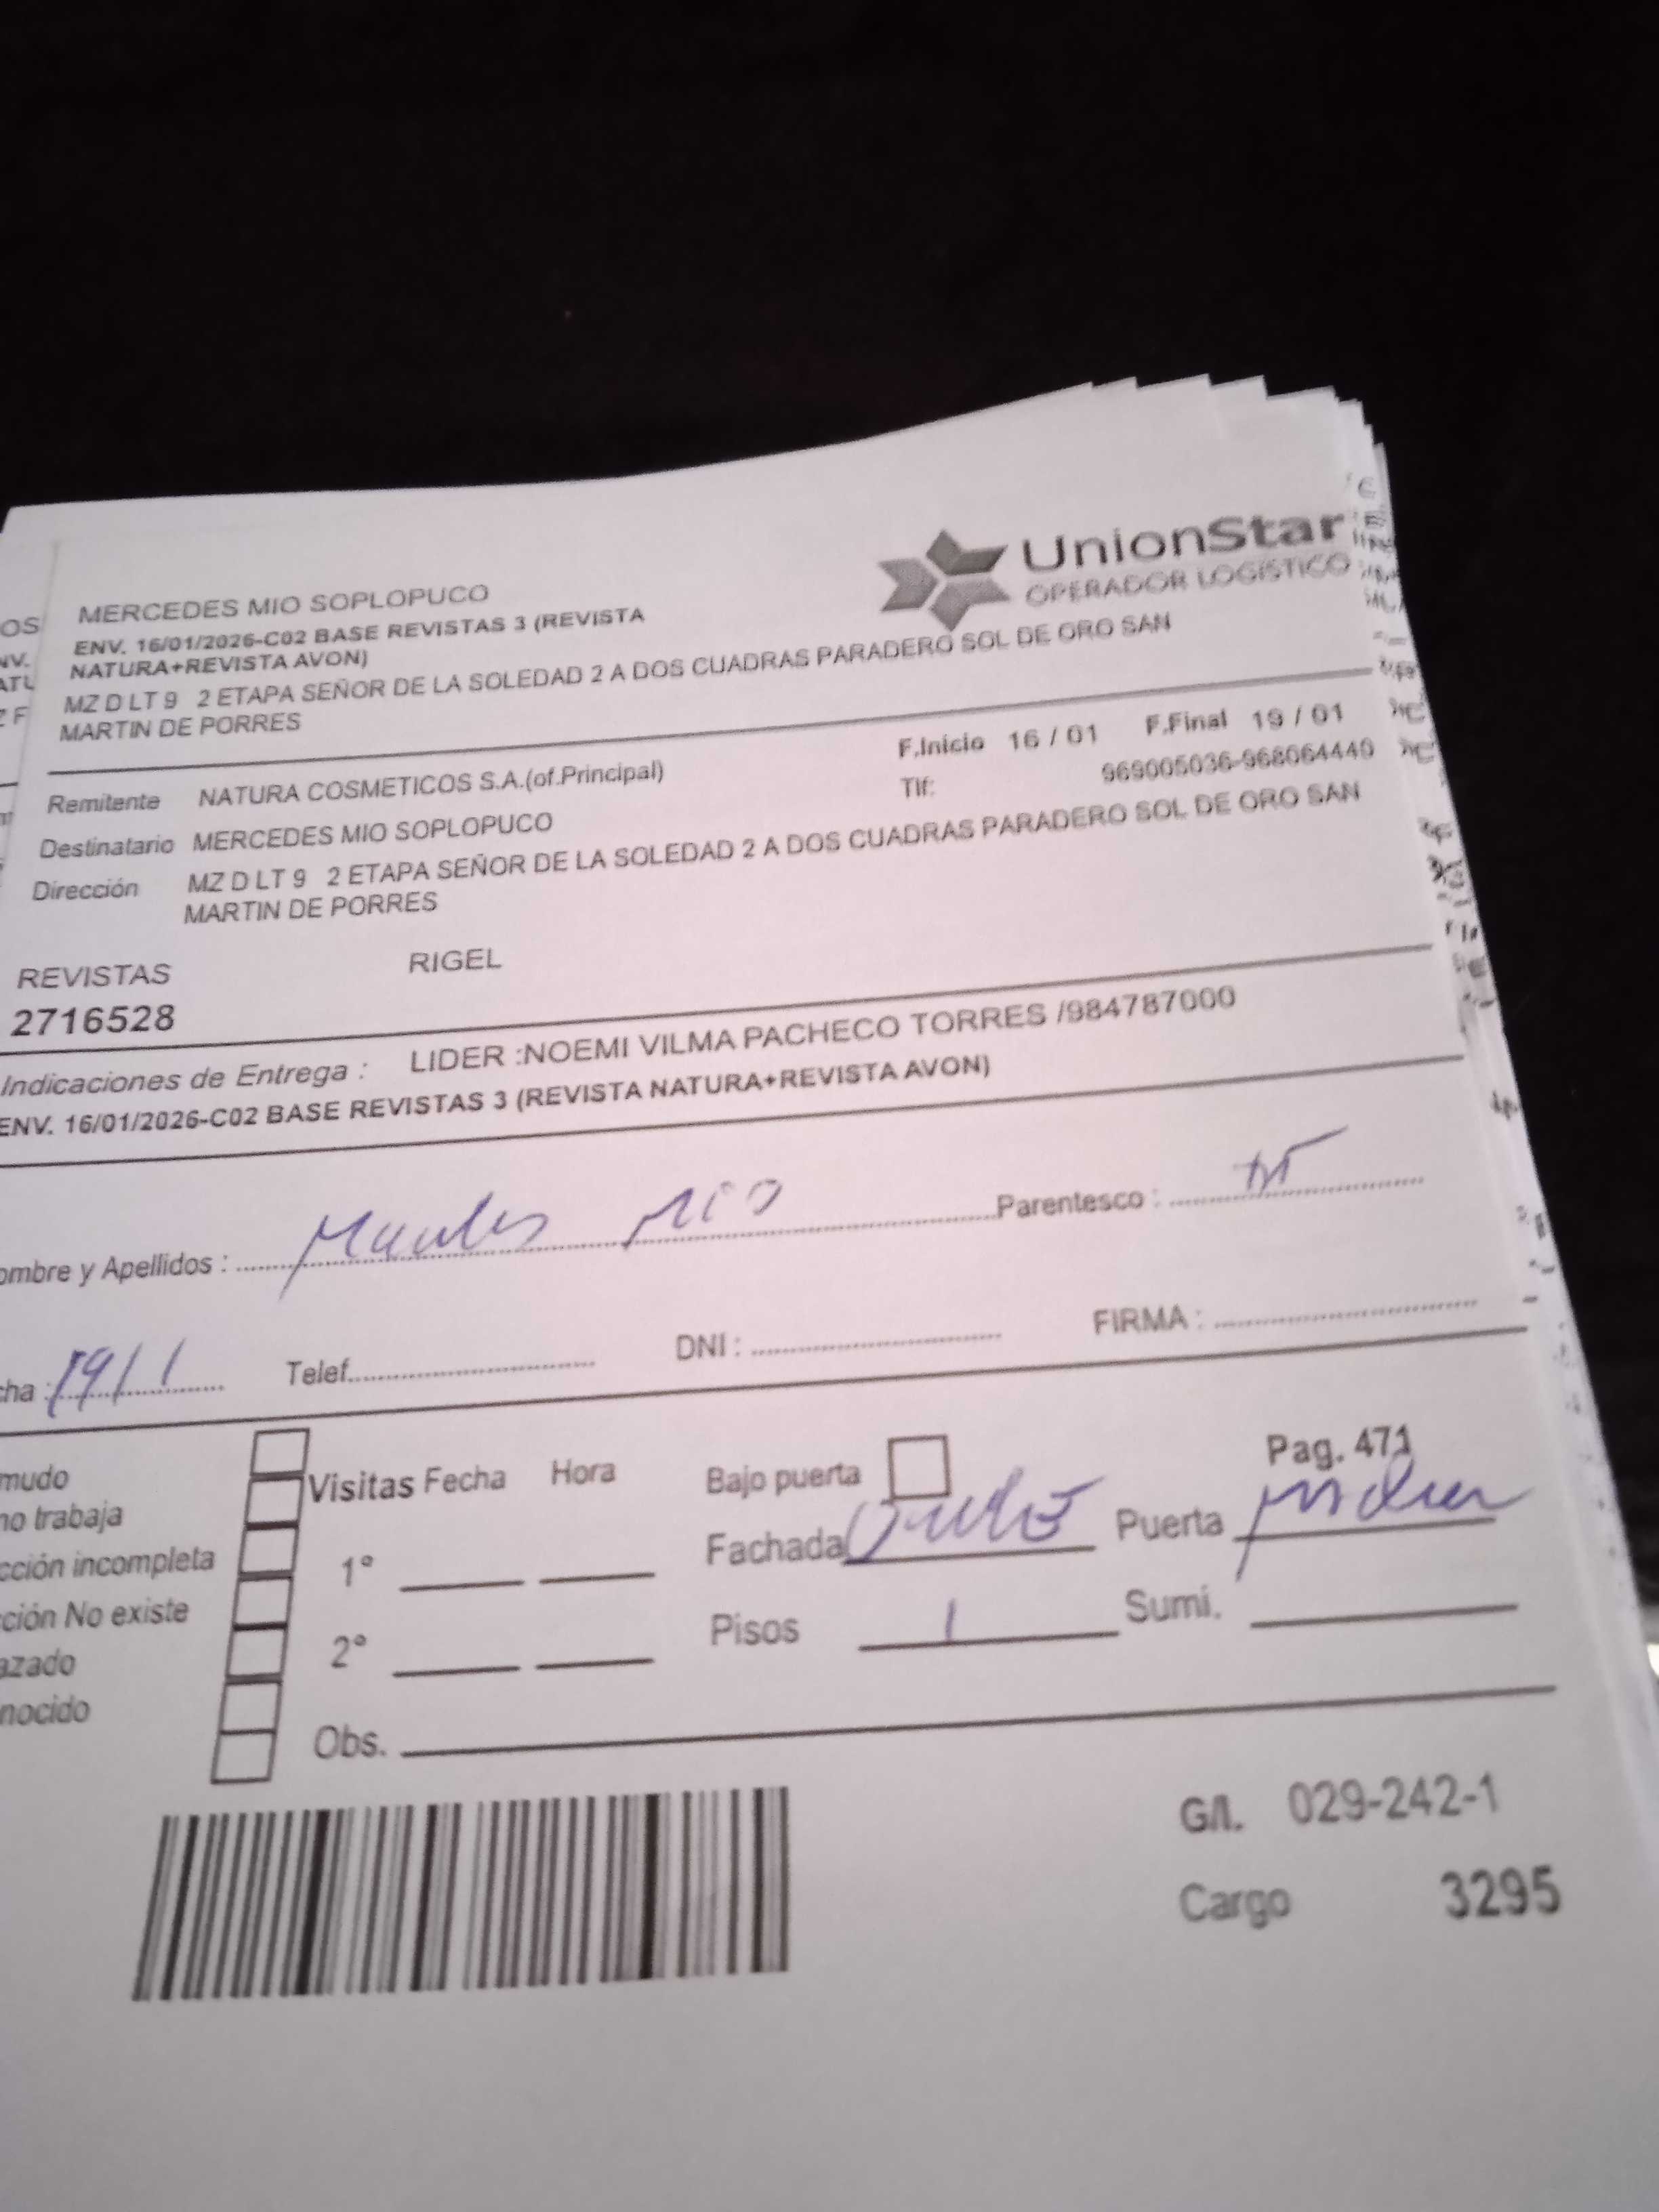 UnionStar
OPERADOR LOGÍSTICO
MERCEDES MIO SOPLOPUCO
ENV. 16/01/2026-C02 BASE REVISTAS 3 (REVISTA
NATURA+REVISTA AVON)
MZ D LT 9 2 ETAPA SEÑOR DE LA SOLEDAD 2 A DOS CUADRAS PARADERO SOL DE ORO SAN
MARTIN DE PORRES
F.Inicio 16 / 01 F.Final 19 / 01
Remitente NATURA COSMETICOS S.A.(of.Principal) Tlf: 969005036-968064440
Destinatario MERCEDES MIO SOPLOPUCO
Dirección MZ D LT 9 2 ETAPA SEÑOR DE LA SOLEDAD 2 A DOS CUADRAS PARADERO SOL DE ORO SAN
MARTIN DE PORRES
REVISTAS RIGEL
2716528
Indicaciones de Entrega : LIDER :NOEMI VILMA PACHECO TORRES /984787000
ENV. 16/01/2026-C02 BASE REVISTAS 3 (REVISTA NATURA+REVISTA AVON)
ombre y Apellidos : Mio Parentesco :
cha : 19/1 Telef. DNI : FIRMA :
Pag. 471
mudo Visitas Fecha Hora Bajo puerta
no trabaja
Fachada Puerta
cción incompleta 1°
cción No existe Pisos 1 Sumi.
azado 2°
nocido
Obs.
G/I. 029-242-1
Cargo 3295